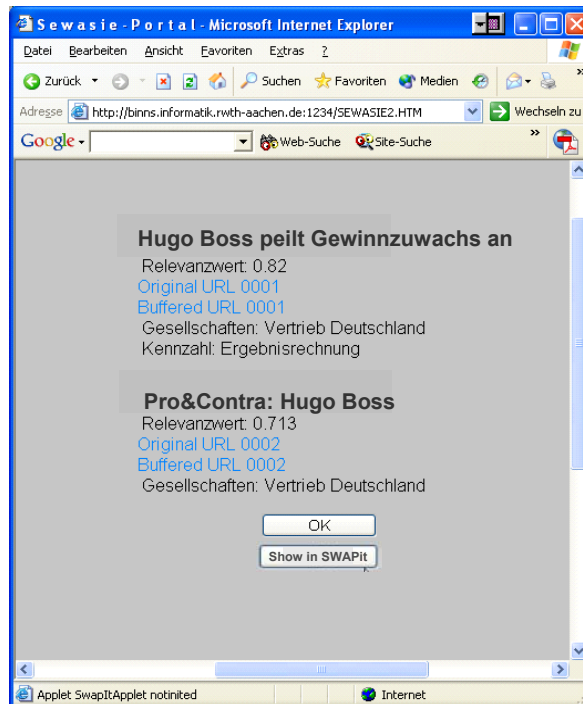 Sewasie-Portal - Microsoft Internet Explorer
Datei Bearbeiten Ansicht Favoriten Extras ?
Zurück Suchen Favoriten Medien »
Adresse http://binns.informatik.rwth-aachen.de:1234/SEWASIE2.HTM Wechseln zu
Google Web-Suche Site-Suche »
Hugo Boss peilt Gewinnzuwachs an
Relevanzwert: 0.82
Original URL 0001
Buffered URL 0001
Gesellschaften: Vertrieb Deutschland
Kennzahl: Ergebnisrechnung
Pro&Contra: Hugo Boss
Relevanzwert: 0.713
Original URL 0002
Buffered URL 0002
Gesellschaften: Vertrieb Deutschland
OK
Show in SWAPit
Applet SwapItApplet notinited Internet